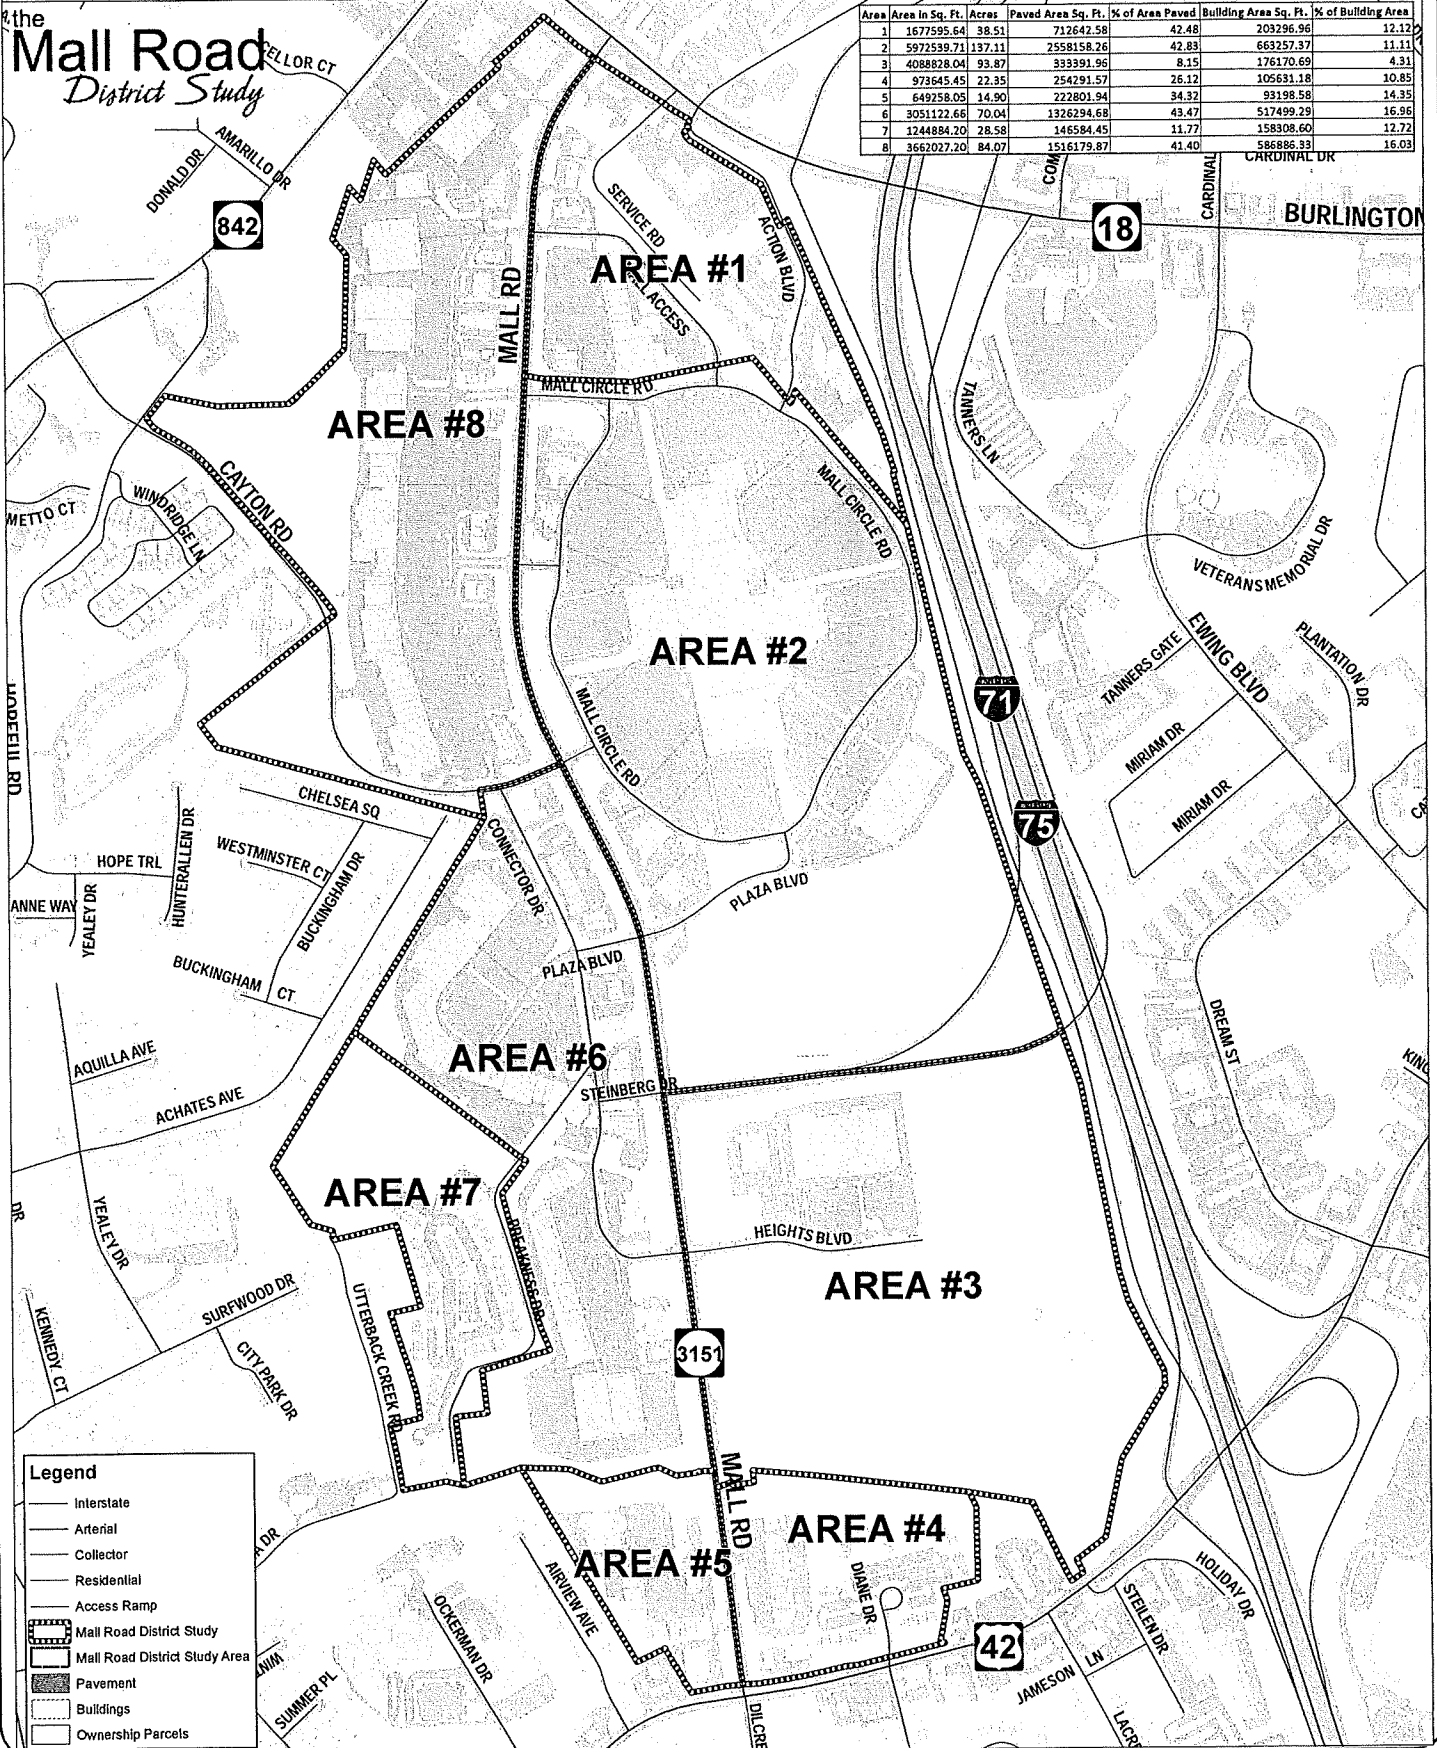 the
Mall Road
District Study
Area Area in Sq. Ft. Acres Paved Area Sq. Ft. % of Area Paved Building Area Sq. Ft. % of Building Area
1 1677595.64 38.51 712642.58 42.48 203296.96 12.12
2 5972539.71 137.11 2558158.26 42.83 663257.37 11.11
3 4088828.04 93.87 333391.96 8.15 176170.69 4.31
4 973645.45 22.35 254291.57 26.12 105631.18 10.85
5 649258.05 14.90 222801.94 34.32 93198.58 14.35
6 3051122.66 70.04 1326294.68 43.47 517499.29 16.96
7 1244884.20 28.58 146584.45 11.77 158308.60 12.72
8 3662027.20 84.07 1516179.87 41.40 586886.33 16.03
ELLOR CT
AMARILLO DR
DONALD DR
842
COM
CARDINAL
CARDINAL DR
18
BURLINGTON
SERVICE RD
ACTION BLVD
AREA #1
ACCESS
MALL RD
MALL CIRCLE RD
AREA #8
TANNERS LN
CAYTON RD
WINDRIDGE LN
METTO CT
MALL CIRCLE RD
VETERANS MEMORIAL DR
AREA #2
EWING BLVD
TANNERS GATE
PLANTATION DR
71
MALL CIRCLE RD
HOPEFUL RD
MIRIAM DR
MIRIAM DR
75
CHELSEA SQ
CONNECTOR DR
HUNTERALLEN DR
WESTMINSTER CT
BUCKINGHAM DR
HOPE TRL
ANNE WAY
YEALEY DR
PLAZA BLVD
PLAZA BLVD
BUCKINGHAM CT
DREAM ST
AQUILLA AVE
AREA #6
STEINBERG DR
KING
ACHATES AVE
AREA #7
DR
YEALEY DR
PREAKNESS DR
HEIGHTS BLVD
AREA #3
SURFWOOD DR
UTTERBACK CREEK RD
KENNEDY CT
CITY PARK DR
3151
MALL RD
AREA #4
AREA #5
DIANE DR
AIRVIEW AVE
OCKERMAN DR
HOLIDAY DR
STEILEN DR
42
JAMESON LN
SUMMER PL
WINT
A DR
DILCRE
LACRE
Legend
Interstate
Arterial
Collector
Residential
Access Ramp
Mall Road District Study
Mall Road District Study Area
Pavement
Buildings
Ownership Parcels